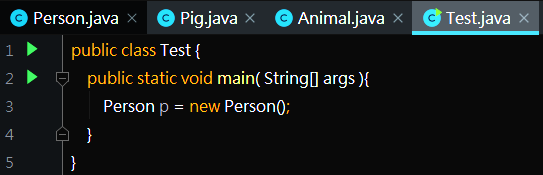 Person.java Pig.java Animal.java Test.java
1 public class Test {
2 public static void main( String[] args ){
3 Person p = new Person();
4 }
5 }